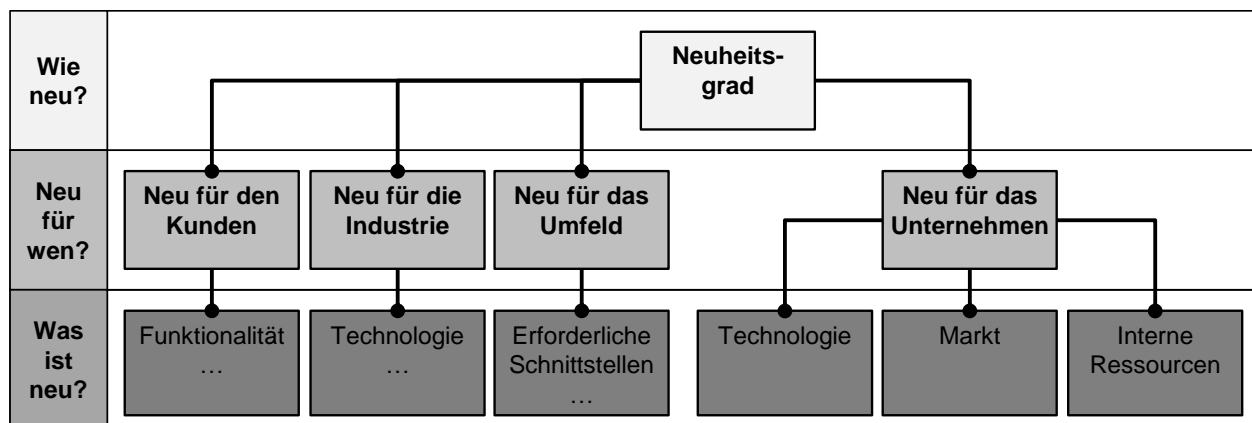 Wie
neu?
Neuheits-
grad
Neu
für
wen?
Neu für den
Kunden
Neu für die
Industrie
Neu für das
Umfeld
Neu für das
Unternehmen
Was
ist
neu?
Funktionalität
…
Technologie
…
Erforderliche
Schnittstellen
…
Technologie
Markt
Interne
Ressourcen